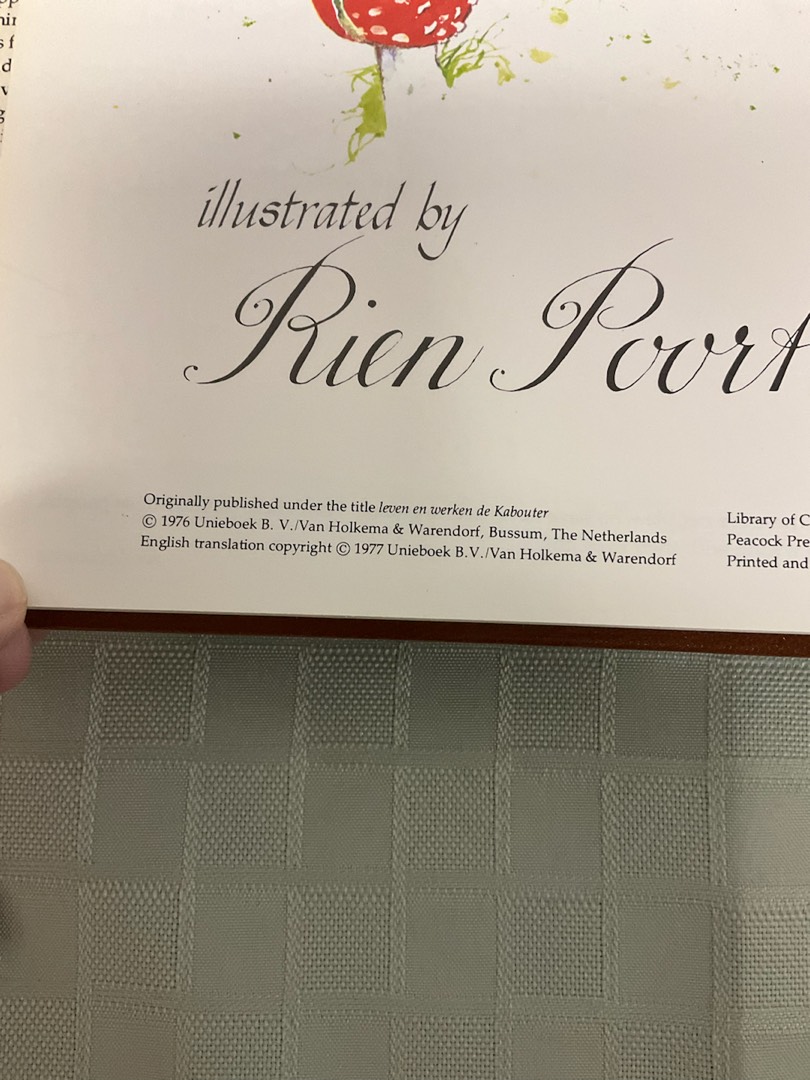 illustrated by
Rien Poort
Originally published under the title leven en werken de Kabouter
© 1976 Unieboek B. V./Van Holkema & Warendorf, Bussum, The Netherlands
English translation copyright © 1977 Unieboek B.V./Van Holkema & Warendorf
Library of C
Peacock Pre
Printed and